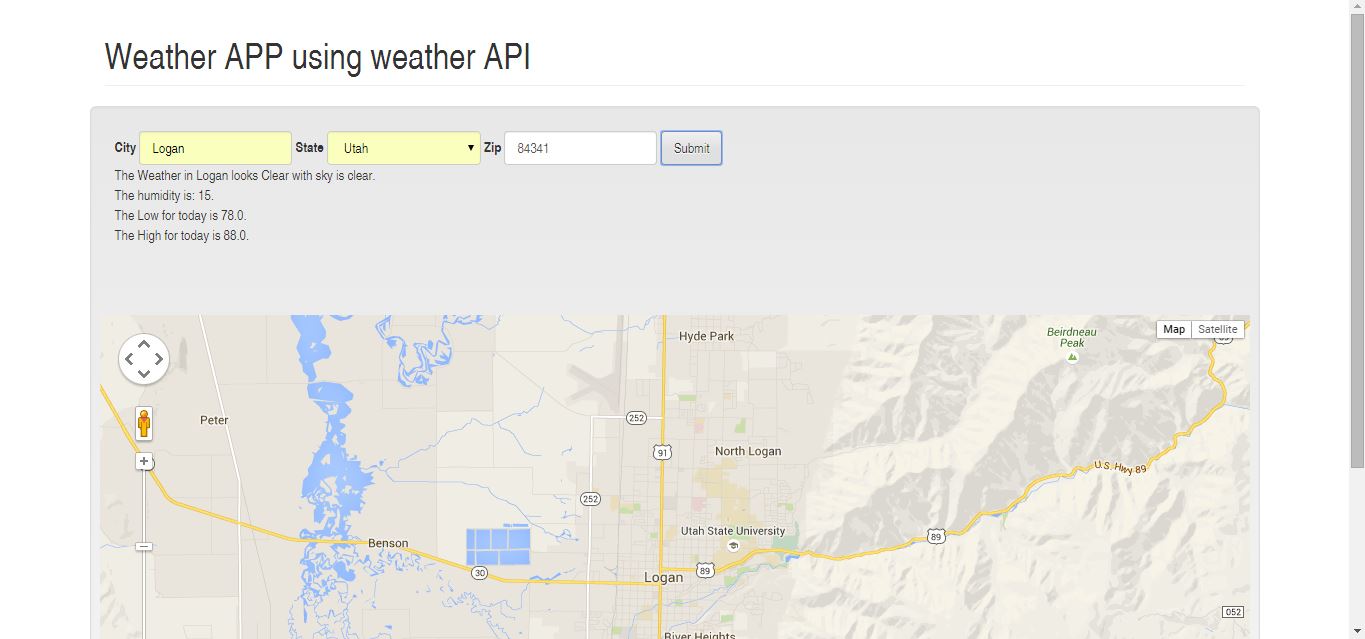 Weather APP using weather API
City Logan State Utah Zip 84341 Submit
The Weather in Logan looks Clear with sky is clear.
The humidity is: 15.
The Low for today is 78.0.
The High for today is 88.0.
Map Satellite
Beirdneau
Peak
Hyde Park
Peter
252
91
North Logan
U.S. Hwy 89
252
Utah State University
89
Benson
30
Logan
89
052
River Heights